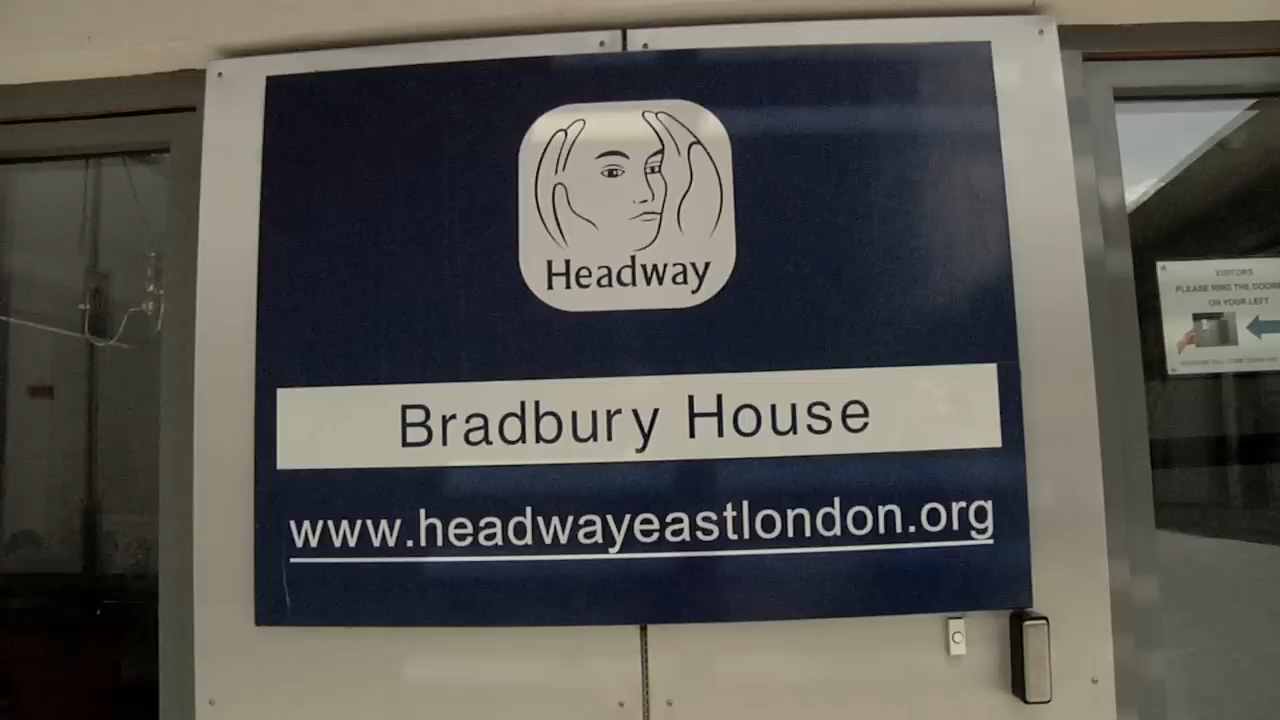 Headway
Bradbury House
www.headwayeastlondon.org
VISITORS
PLEASE RING THE DOOR
ON YOUR LEFT